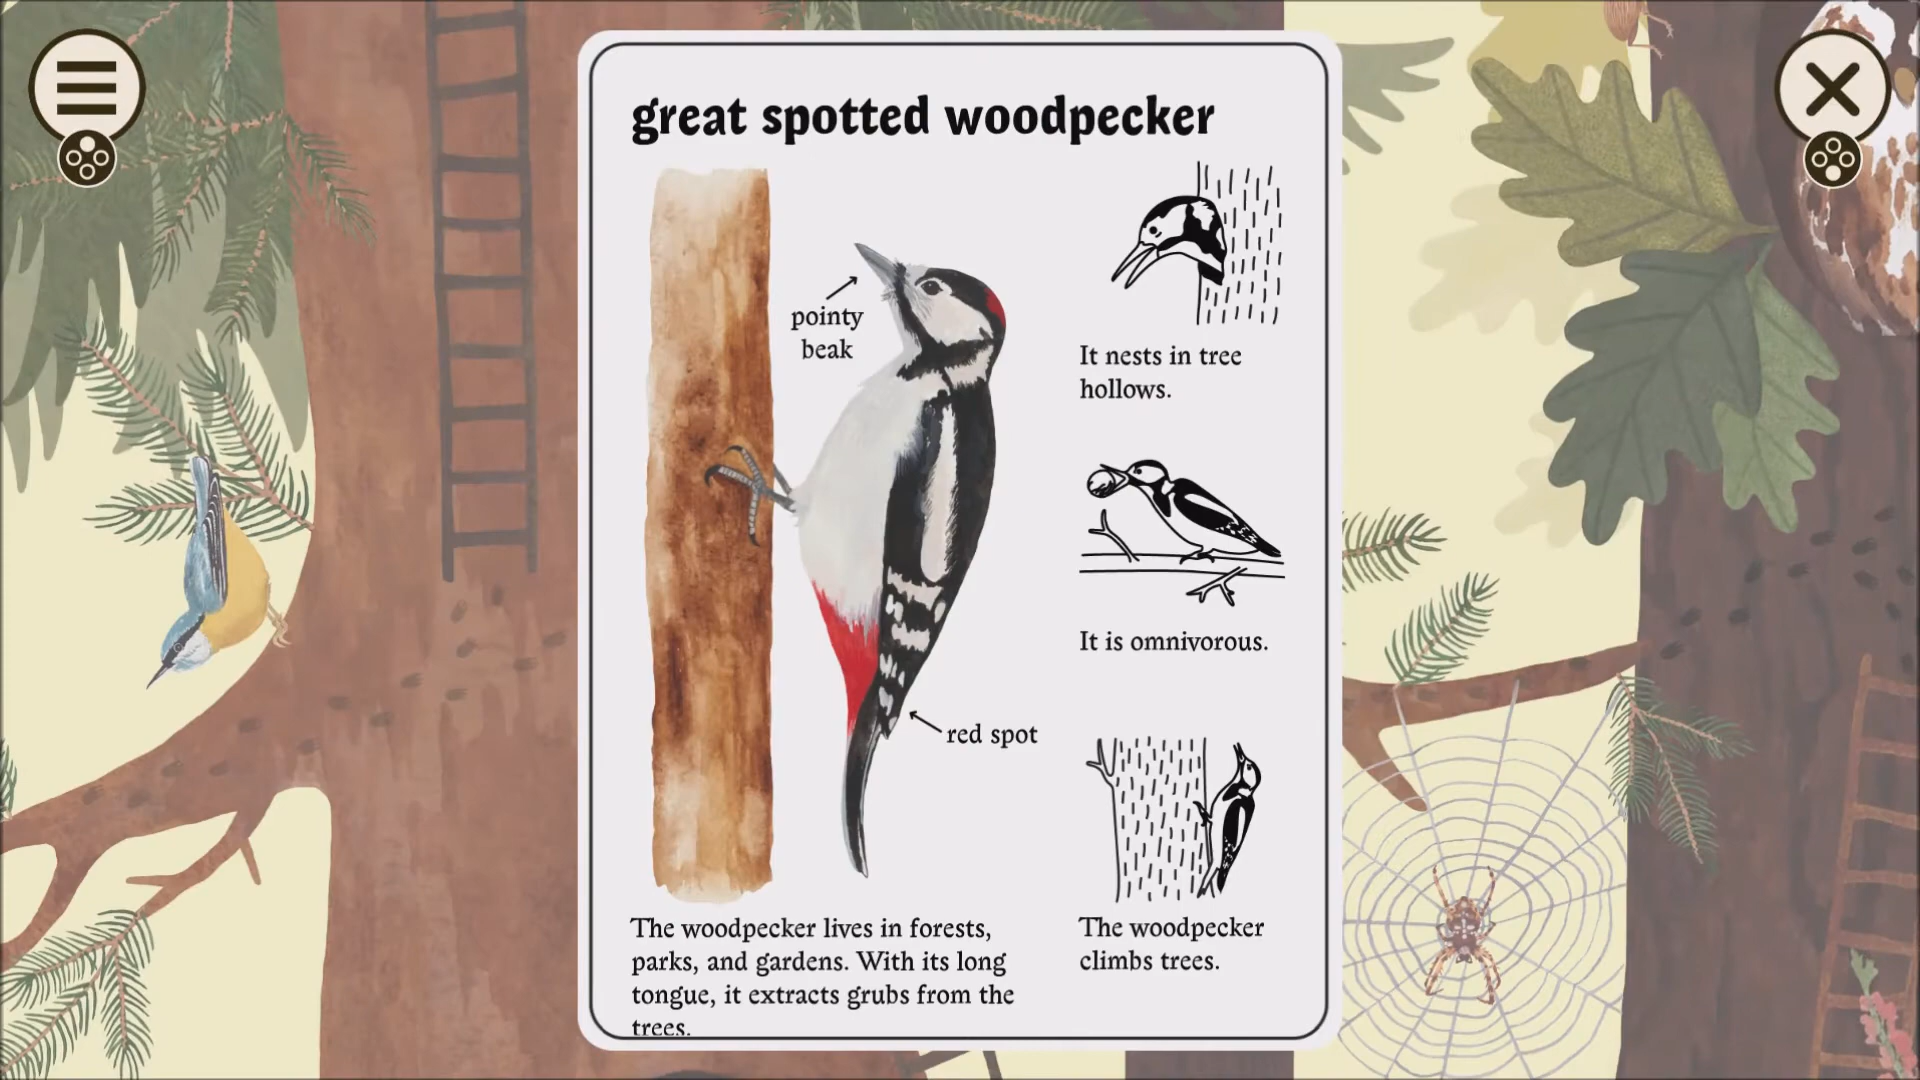 great spotted woodpecker
pointy
beak
It nests in tree
hollows.
It is omnivorous.
red spot
The woodpecker lives in forests,
parks, and gardens. With its long
tongue, it extracts grubs from the
trees.
The woodpecker
climbs trees.